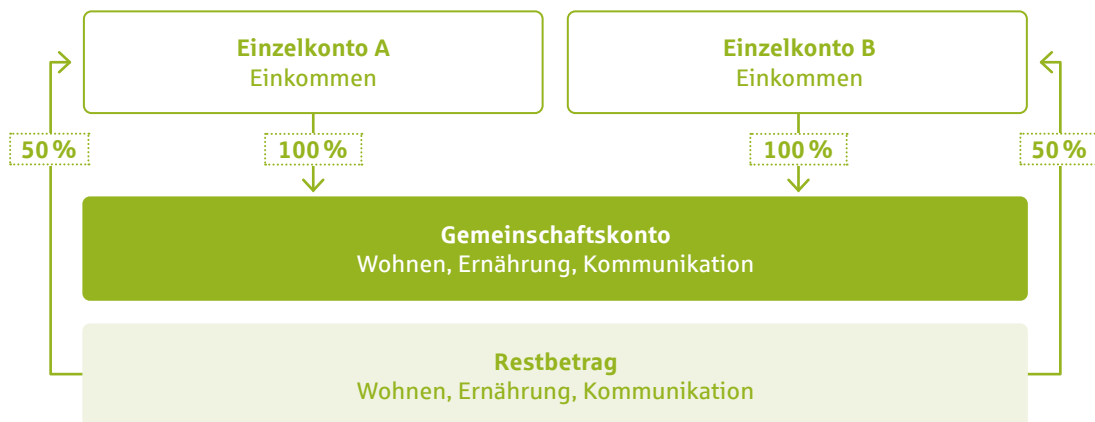 Einzelkonto A
Einkommen
Einzelkonto B
Einkommen
50 %
100 %
100 %
50 %
Gemeinschaftskonto
Wohnen, Ernährung, Kommunikation
Restbetrag
Wohnen, Ernährung, Kommunikation